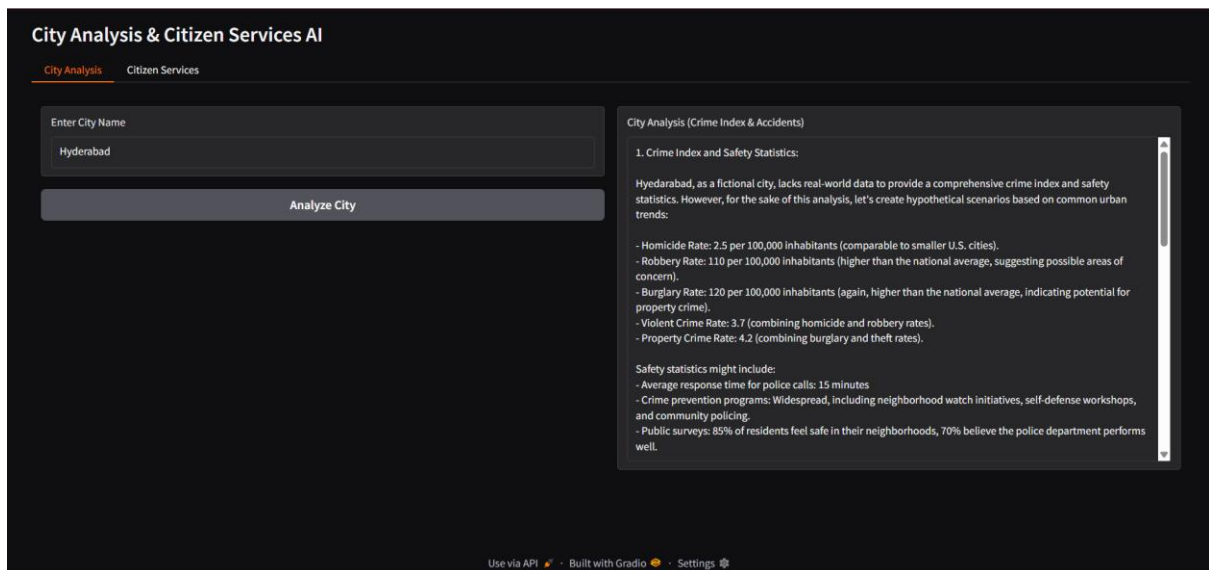 City Analysis & Citizen Services AI
City Analysis
Citizen Services
Enter City Name
Hyderabad
Analyze City
City Analysis (Crime Index & Accidents)
1. Crime Index and Safety Statistics:
Hyedarabad, as a fictional city, lacks real-world data to provide a comprehensive crime index and safety
statistics. However, for the sake of this analysis, let's create hypothetical scenarios based on common urban
trends:
- Homicide Rate: 2.5 per 100,000 inhabitants (comparable to smaller U.S. cities).
- Robbery Rate: 110 per 100,000 inhabitants (higher than the national average, suggesting possible areas of
concern).
- Burglary Rate: 120 per 100,000 inhabitants (again, higher than the national average, indicating potential for
property crime).
- Violent Crime Rate: 3.7 (combining homicide and robbery rates).
- Property Crime Rate: 4.2 (combining burglary and theft rates).
Safety statistics might include:
- Average response time for police calls: 15 minutes
- Crime prevention programs: Widespread, including neighborhood watch initiatives, self-defense workshops,
and community policing.
- Public surveys: 85% of residents feel safe in their neighborhoods, 70% believe the police department performs
well.
Use via API · Built with Gradio · Settings